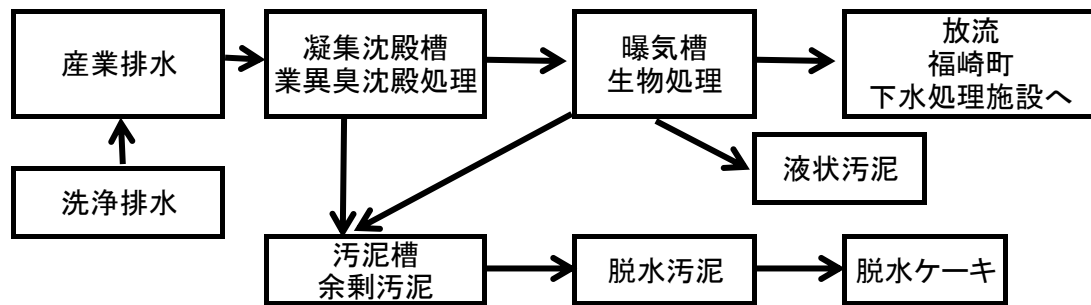 産業排水
凝集沈殿槽
業異臭沈殿処理
曝気槽
生物処理
放流
福崎町
下水処理施設へ
洗浄排水
液状汚泥
汚泥槽
余剰汚泥
脱水汚泥
脱水ケーキ